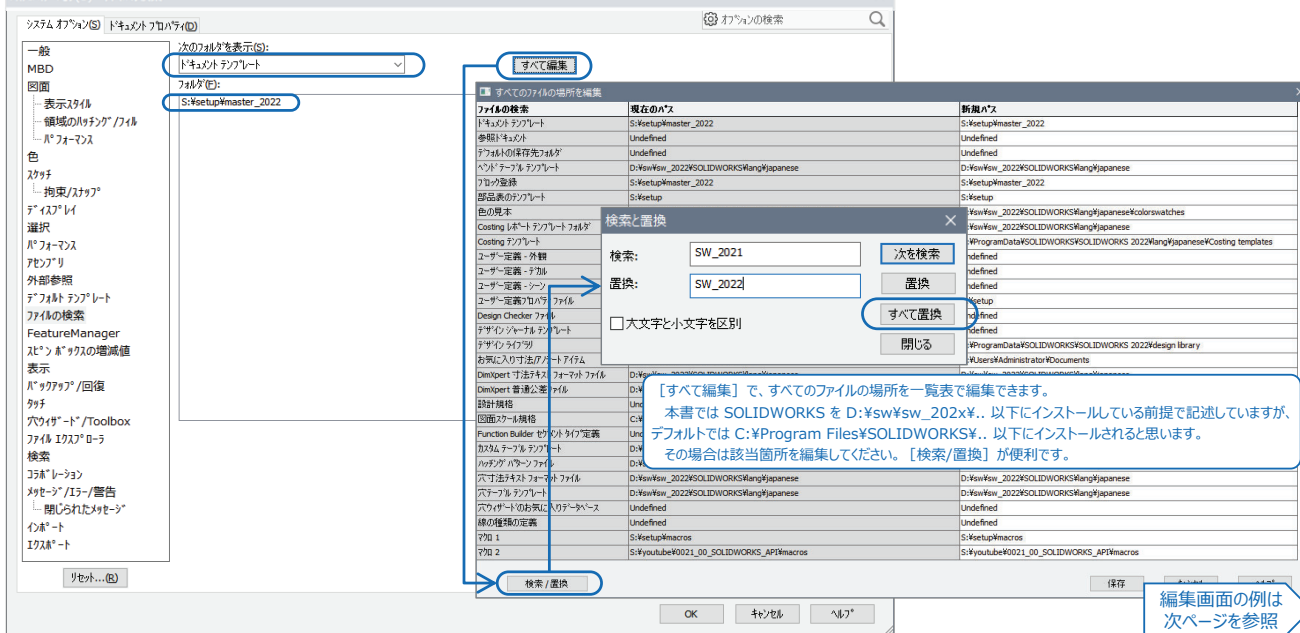 システム オプション(S) ドキュメント プロパティ(D)
オプションの検索
一般
MBD
図面
表示スタイル
領域のハッチング/フィル
パフォーマンス
色
スケッチ
拘束/スナップ
ディスプレイ
選択
パフォーマンス
アセンブリ
外部参照
デフォルト テンプレート
ファイルの検索
FeatureManager
スピン ボックスの増減値
表示
バックアップ/回復
タッチ
穴ウィザード/Toolbox
ファイル エクスプローラ
検索
コラボレーション
メッセージ/エラー/警告
閉じられたメッセージ
インポート
エクスポート
リセット...(R)
次のフォルダを表示(S):
ドキュメント テンプレート
すべて編集
フォルダ(F):
S:¥setup¥master_2022
すべてのファイルの場所を編集
ファイルの検索 現在のパス 新規パス
ドキュメント テンプレート S:¥setup¥master_2022 S:¥setup¥master_2022
参照ドキュメント Undefined Undefined
デフォルトの保存先フォルダ Undefined Undefined
ベンド テーブル テンプレート D:¥sw¥sw_2022¥SOLIDWORKS¥lang¥japanese D:¥sw¥sw_2022¥SOLIDWORKS¥lang¥japanese
ブロック登録 S:¥setup¥master_2022 S:¥setup¥master_2022
部品表のテンプレート S:¥setup S:¥setup
色の見本 ¥sw¥sw_2022¥SOLIDWORKS¥lang¥japanese¥colorswatches
Costing レポート テンプレート フォルダ ¥sw¥sw_2022¥SOLIDWORKS¥lang¥japanese
Costing テンプレート ¥ProgramData¥SOLIDWORKS¥SOLIDWORKS 2022¥lang¥japanese¥Costing templates
ユーザー定義 - 外観 ndefined
ユーザー定義 - デカル ndefined
ユーザー定義 - シーン ndefined
ユーザー定義プロパティ ファイル ¥setup
Design Checker ファイル ndefined
デザイン ジャーナル テンプレート ndefined
デザイン ライブラリ ¥ProgramData¥SOLIDWORKS¥SOLIDWORKS 2022¥design library
お気に入り寸法/アノテートアイテム ¥Users¥Administrator¥Documents
DimXpert 寸法テキスト フォーマット ファイル
DimXpert 普通公差ファイル D:¥
設計規格 Und
図面スケール規格 C:¥
Function Builder セグメント タイプ定義 Und
カスタム テーブル テンプレート D:¥
ハッチング パターン ファイル D:¥
穴寸法テキスト フォーマット ファイル D:¥sw¥sw_2022¥SOLIDWORKS¥lang¥japanese D:¥sw¥sw_2022¥SOLIDWORKS¥lang¥japanese
穴テーブル テンプレート D:¥sw¥sw_2022¥SOLIDWORKS¥lang¥japanese D:¥sw¥sw_2022¥SOLIDWORKS¥lang¥japanese
穴ウィザードのお気に入りデータベース Undefined Undefined
線の種類の定義 Undefined Undefined
マクロ 1 S:¥setup¥macros S:¥setup¥macros
マクロ 2 S:¥youtube¥0021_00_SOLIDWORKS_API¥macros S:¥youtube¥0021_00_SOLIDWORKS_API¥macros
検索 / 置換
保存
検索と置換
検索: SW_2021 次を検索
置換: SW_2022 置換
すべて置換
大文字と小文字を区別
閉じる
［すべて編集］で、すべてのファイルの場所を一覧表で編集できます。
本書では SOLIDWORKS を D:¥sw¥sw_202x¥.. 以下にインストールしている前提で記述していますが、
デフォルトでは C:¥Program Files¥SOLIDWORKS¥.. 以下にインストールされると思います。
その場合は該当箇所を編集してください。［検索/置換］が便利です。
OK キャンセル ヘルプ
編集画面の例は
次ページを参照